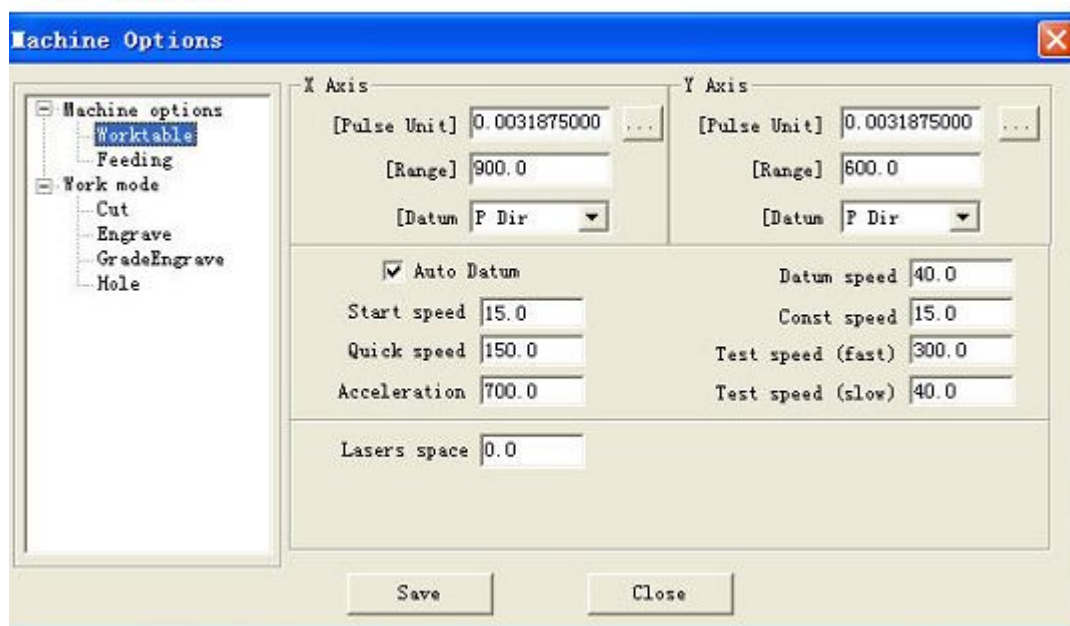 Machine Options
Machine options
Worktable
Feeding
Work mode
Cut
Engrave
GradeEngrave
Hole
X Axis
[Pulse Unit] 0.0031875000 ...
[Range] 900.0
[Datum P Dir
Y Axis
[Pulse Unit] 0.0031875000 ...
[Range] 600.0
[Datum P Dir
Auto Datum
Datum speed 40.0
Start speed 15.0
Const speed 15.0
Quick speed 150.0
Test speed (fast) 300.0
Acceleration 700.0
Test speed (slow) 40.0
Lasers space 0.0
Save
Close